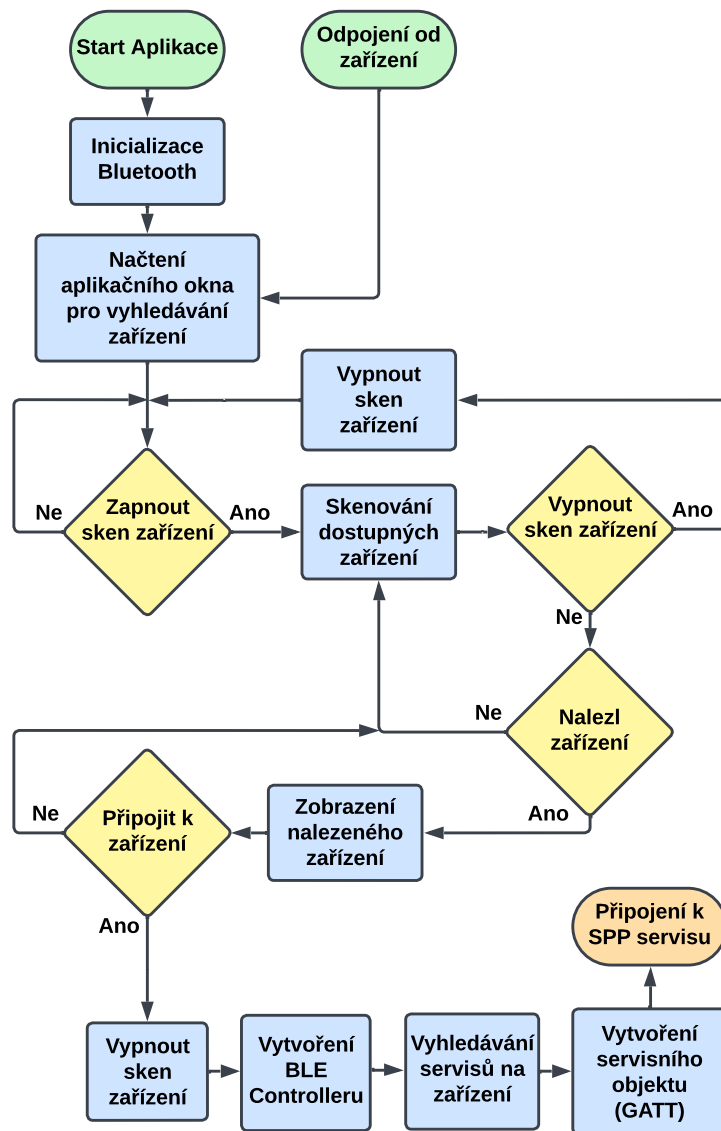 Start Aplikace
Odpojení od
zařízení
Inicializace
Bluetooth
Načtení
aplikačního okna
pro vyhledávání
zařízení
Vypnout
sken
zařízení
Ne
Zapnout
sken zařízení
Ano
Skenování
dostupných
zařízení
Vypnout
sken zařízení
Ano
Ne
Ne
Nalezl
zařízení
Ano
Zobrazení
nalezeného
zařízení
Ne
Připojit k
zařízení
Ano
Připojení k
SPP servisu
Vypnout
sken
zařízení
Vytvoření
BLE
Controlleru
Vyhledávání
servisů na
zařízení
Vytvoření
servisního
objektu
(GATT)